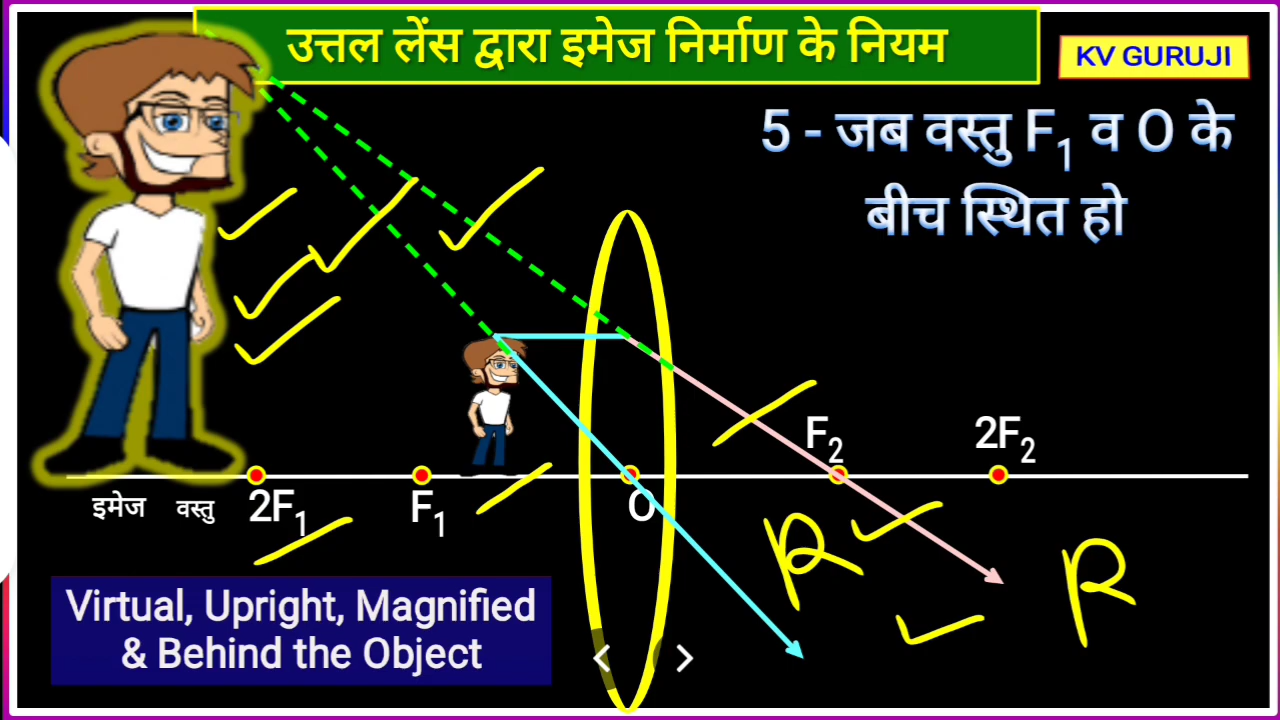 उत्तल लेंस द्वारा इमेज निर्माण के नियम
KV GURUJI
5 - जब वस्तु F₁ व O के
बीच स्थित हो
F₂
2F₂
इमेज वस्तु 2F₁ F₁ O
R R
Virtual, Upright, Magnified
& Behind the Object